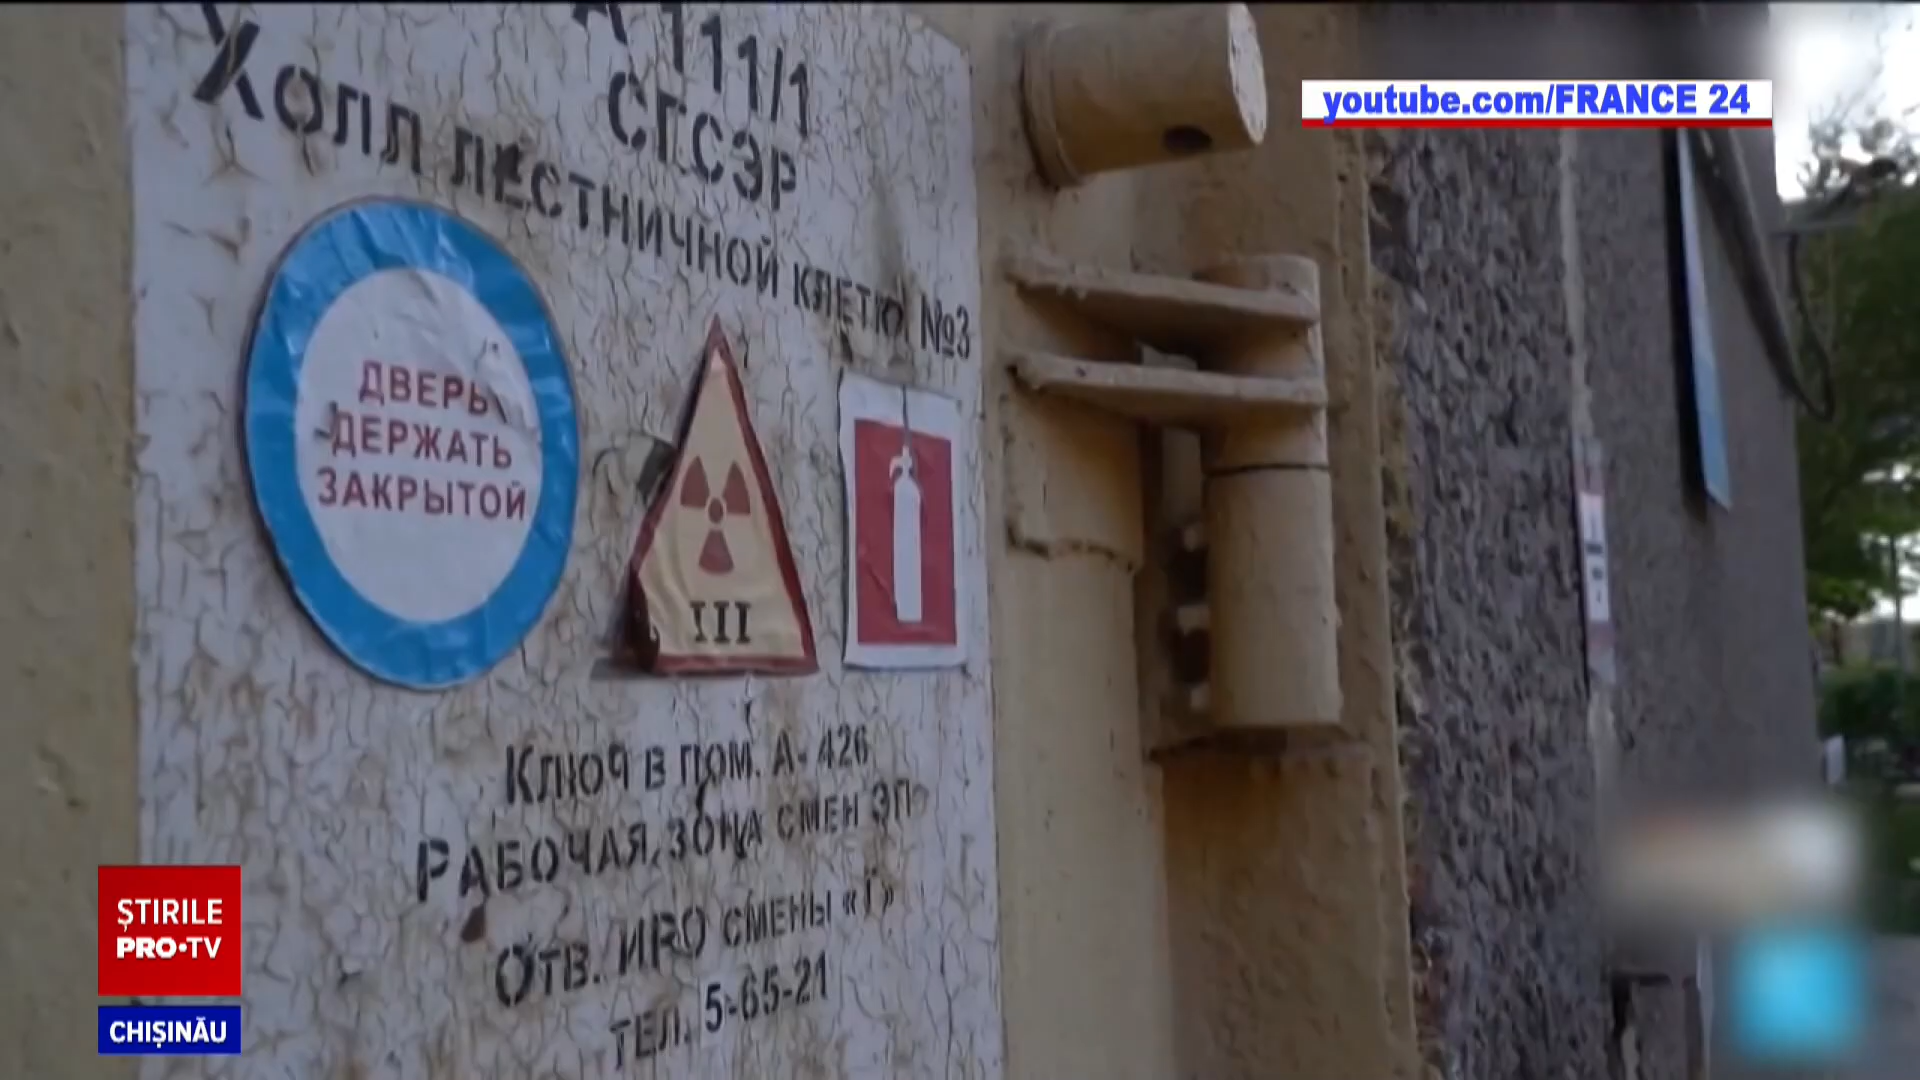 А 111/1
СГСЭР
Холл лестничной клетки №3
ДВЕРЬ
ДЕРЖАТЬ
ЗАКРЫТОЙ
III
Ключ в пом. А-426
Рабочая зона смен ЭП
Отв. ИРО смены «Г»
тел. 5-65-21
youtube.com/FRANCE 24
ȘTIRILE
PRO•TV
CHIȘINĂU